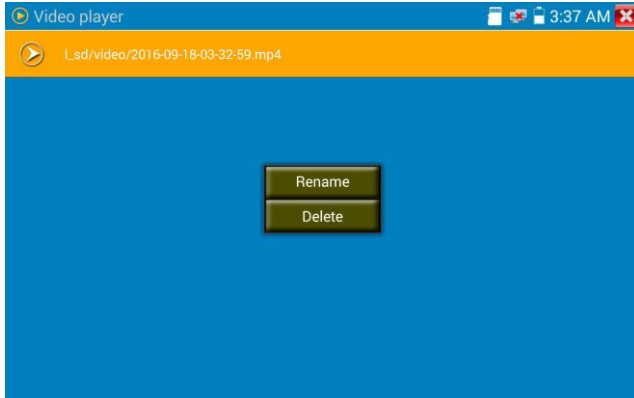 Video player
3:37 AM
l_sd/video/2016-09-18-03-32-59.mp4
Rename
Delete